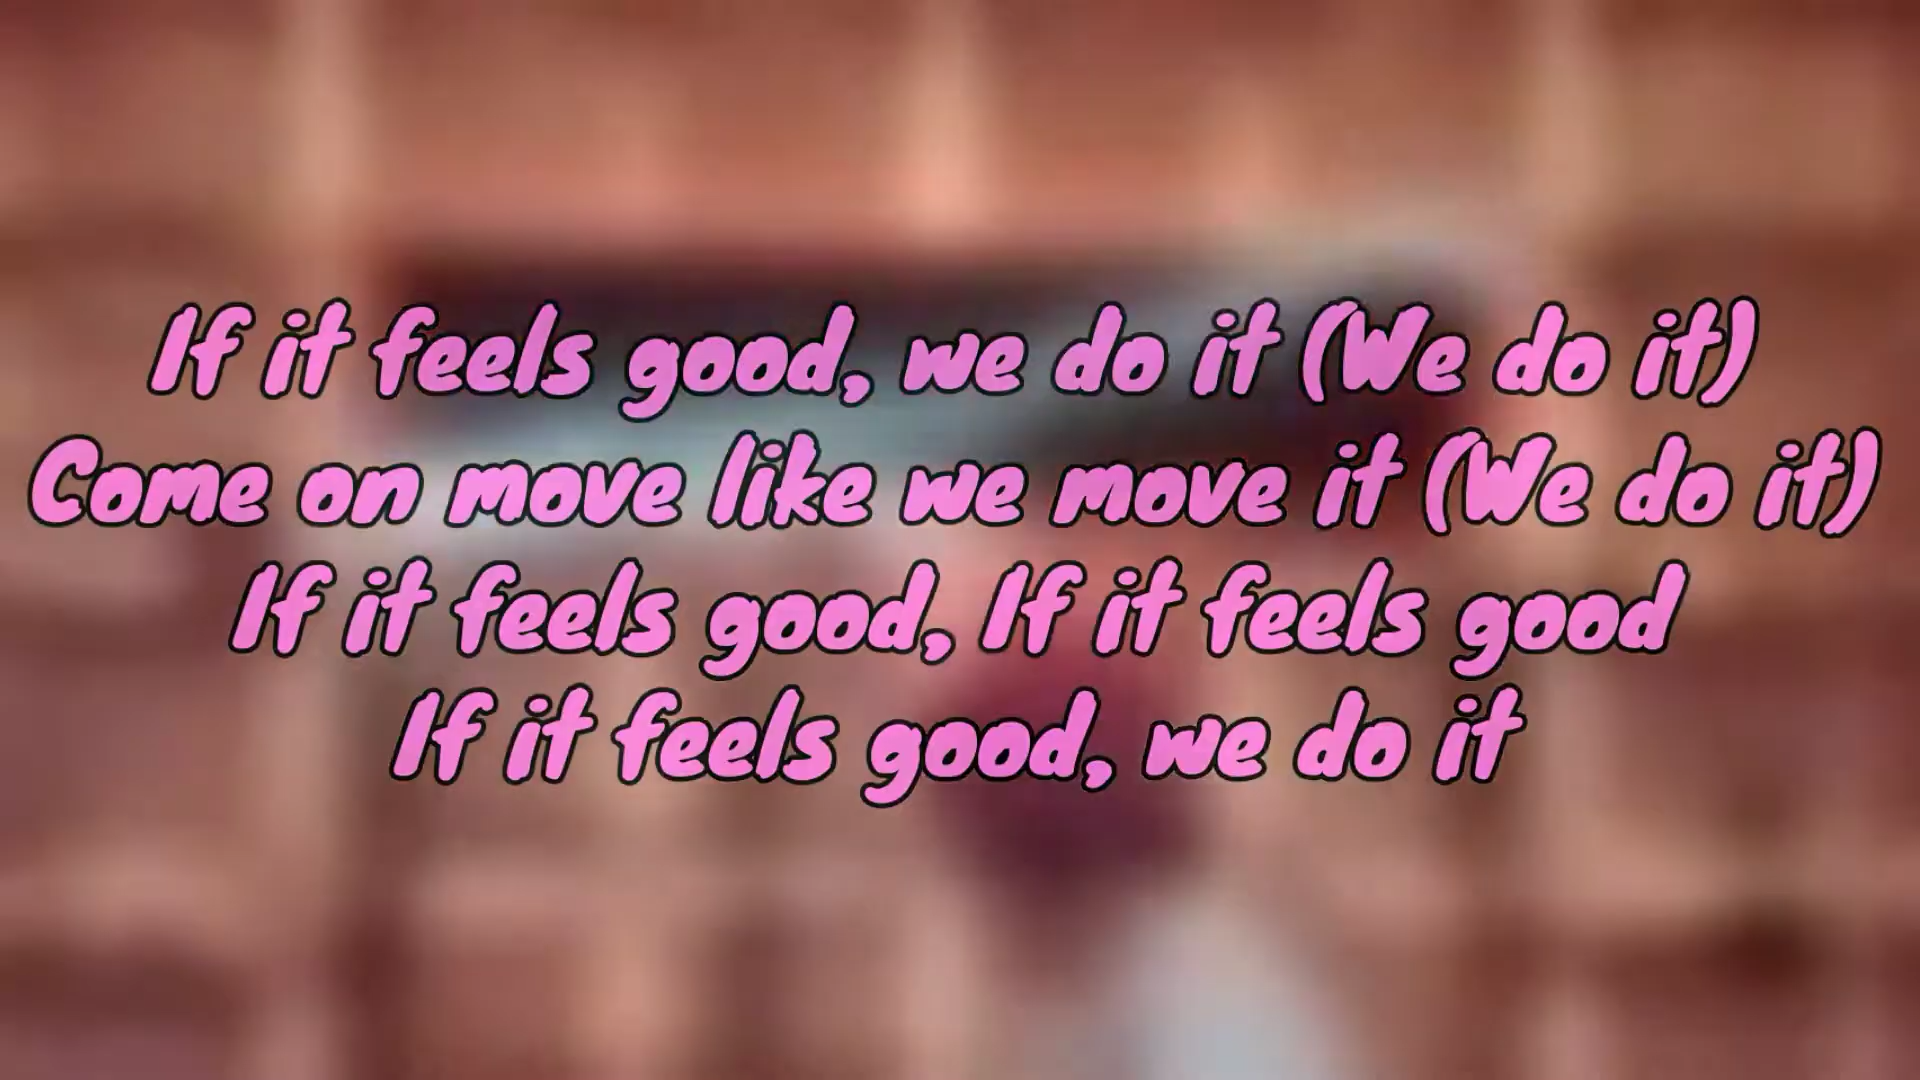 If it feels good, we do it (We do it)
Come on move like we move it (We do it)
If it feels good, If it feels good
If it feels good, we do it